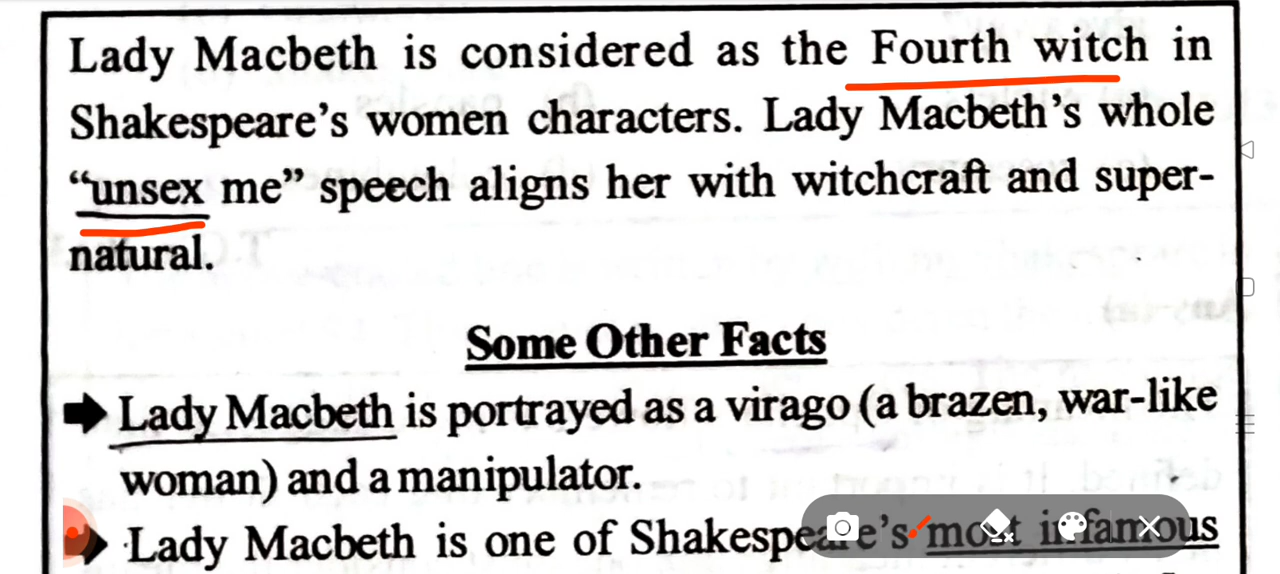 Lady Macbeth is considered as the Fourth witch in
Shakespeare's women characters. Lady Macbeth's whole
"unsex me" speech aligns her with witchcraft and super-
natural.
Some Other Facts
Lady Macbeth is portrayed as a virago (a brazen, war-like
woman) and a manipulator.
Lady Macbeth is one of Shakespeare's most infamous